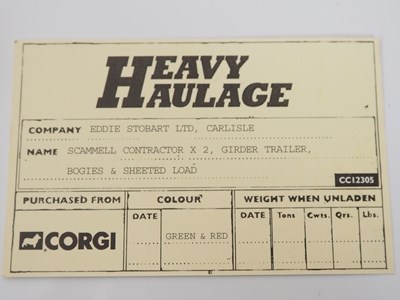 HEAVY
HAULAGE
COMPANY EDDIE STOBART LTD, CARLISLE
NAME SCAMMELL CONTRACTOR X 2, GIRDER TRAILER,
BOGIES & SHEETED LOAD
CC12305
PURCHASED FROM COLOUR WEIGHT WHEN UNLADEN
DATE DATE Tons Cwts. Qrs. Lbs.
CORGI GREEN & RED